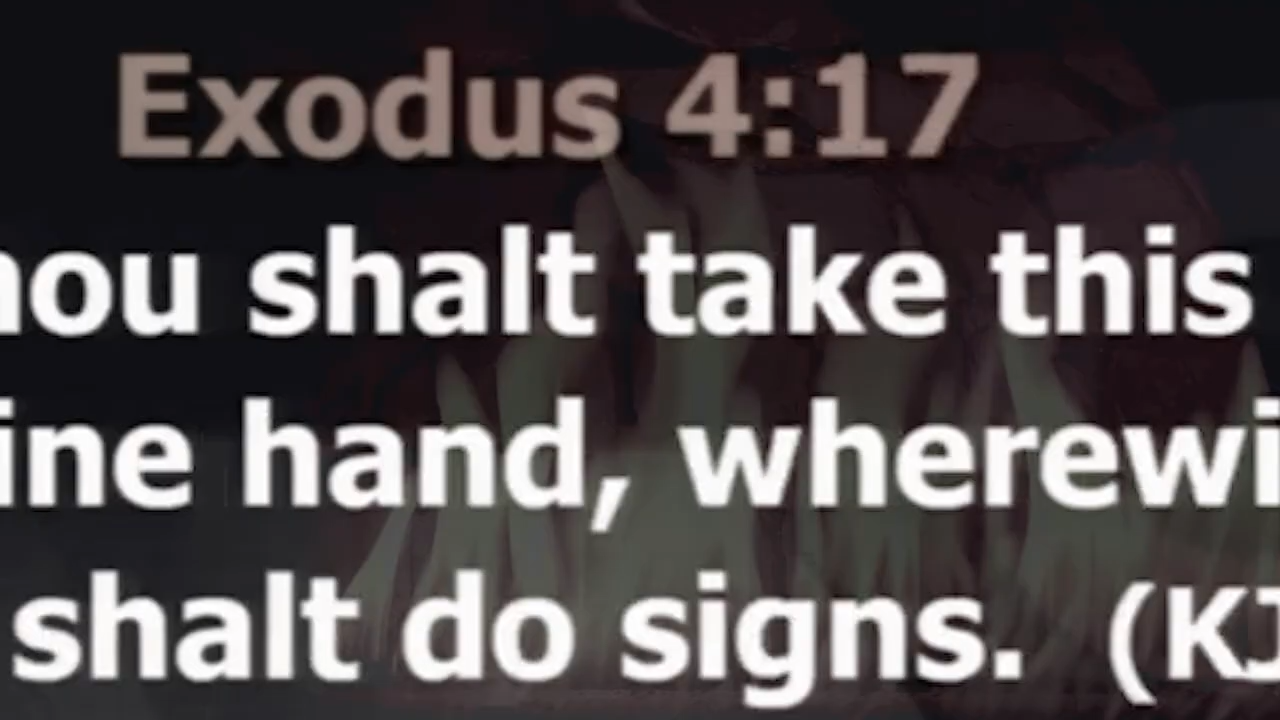 Exodus 4:17
hou shalt take this
ine hand, wherewi
shalt do signs. (KJ